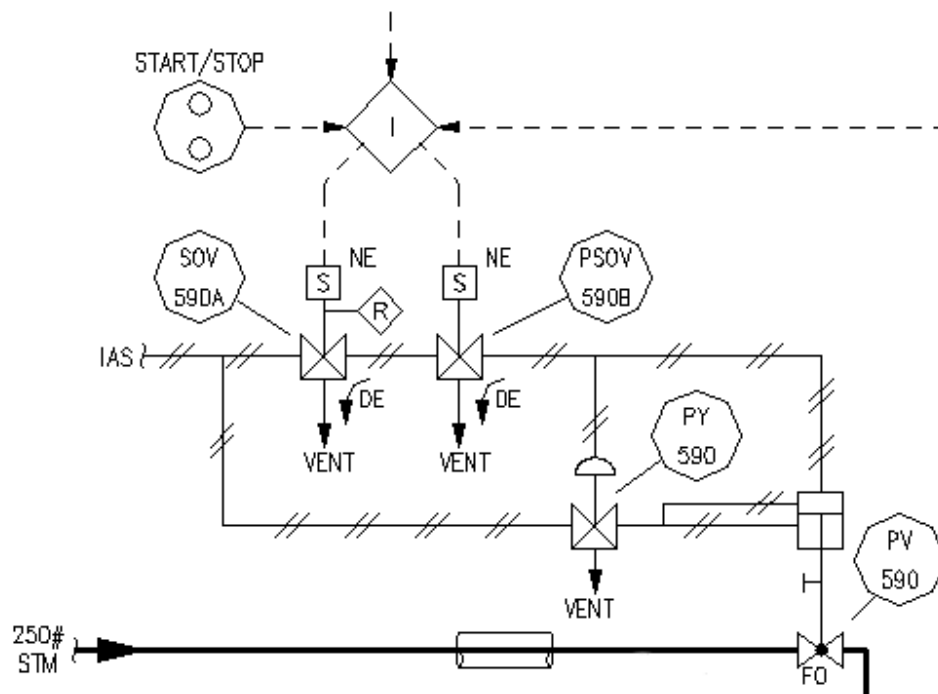 START/STOP
I
SOV
590A
NE
S
R
NE
S
PSOV
590B
IAS
DE
DE
VENT
VENT
PY
590
VENT
PV
590
250#
STM
FO